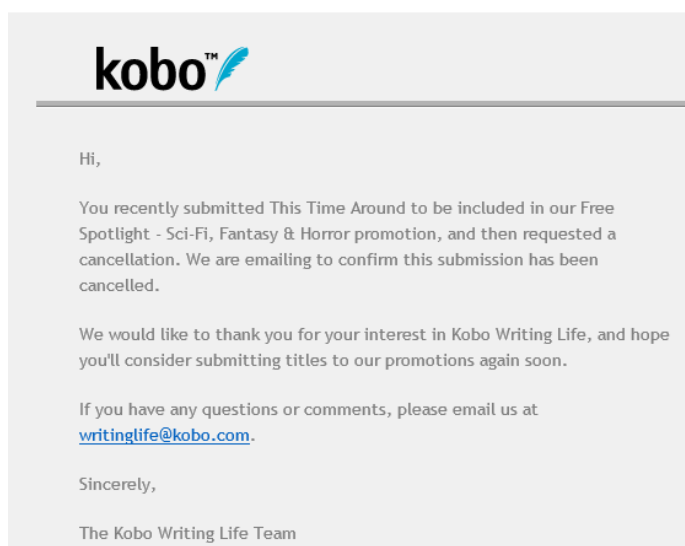 kobo™
Hi,
You recently submitted This Time Around to be included in our Free
Spotlight - Sci-Fi, Fantasy & Horror promotion, and then requested a
cancellation. We are emailing to confirm this submission has been
cancelled.
We would like to thank you for your interest in Kobo Writing Life, and hope
you'll consider submitting titles to our promotions again soon.
If you have any questions or comments, please email us at
writinglife@kobo.com.
Sincerely,
The Kobo Writing Life Team